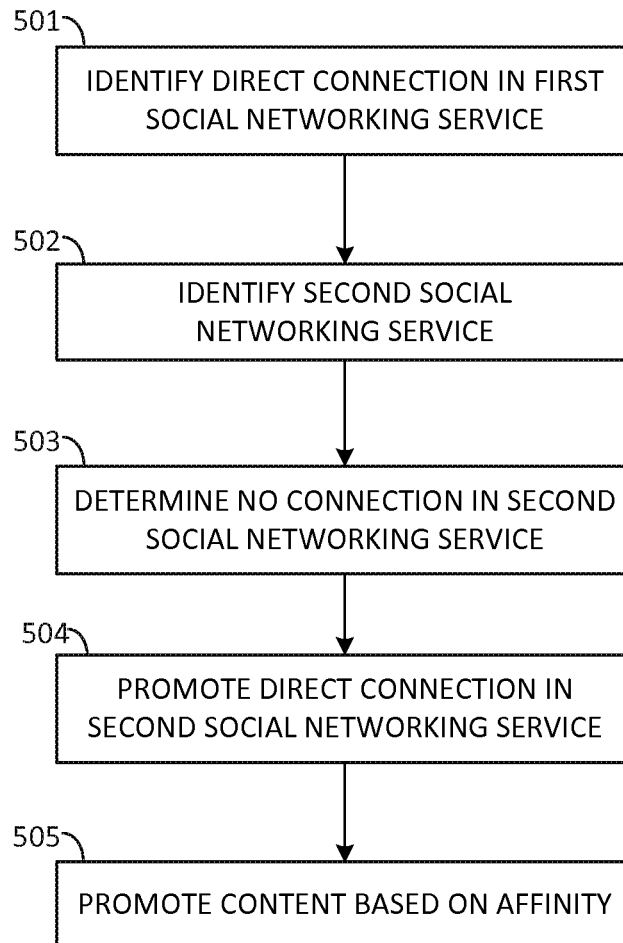 501
IDENTIFY DIRECT CONNECTION IN FIRST
SOCIAL NETWORKING SERVICE
502
IDENTIFY SECOND SOCIAL
NETWORKING SERVICE
503
DETERMINE NO CONNECTION IN SECOND
SOCIAL NETWORKING SERVICE
504
PROMOTE DIRECT CONNECTION IN
SECOND SOCIAL NETWORKING SERVICE
505
PROMOTE CONTENT BASED ON AFFINITY